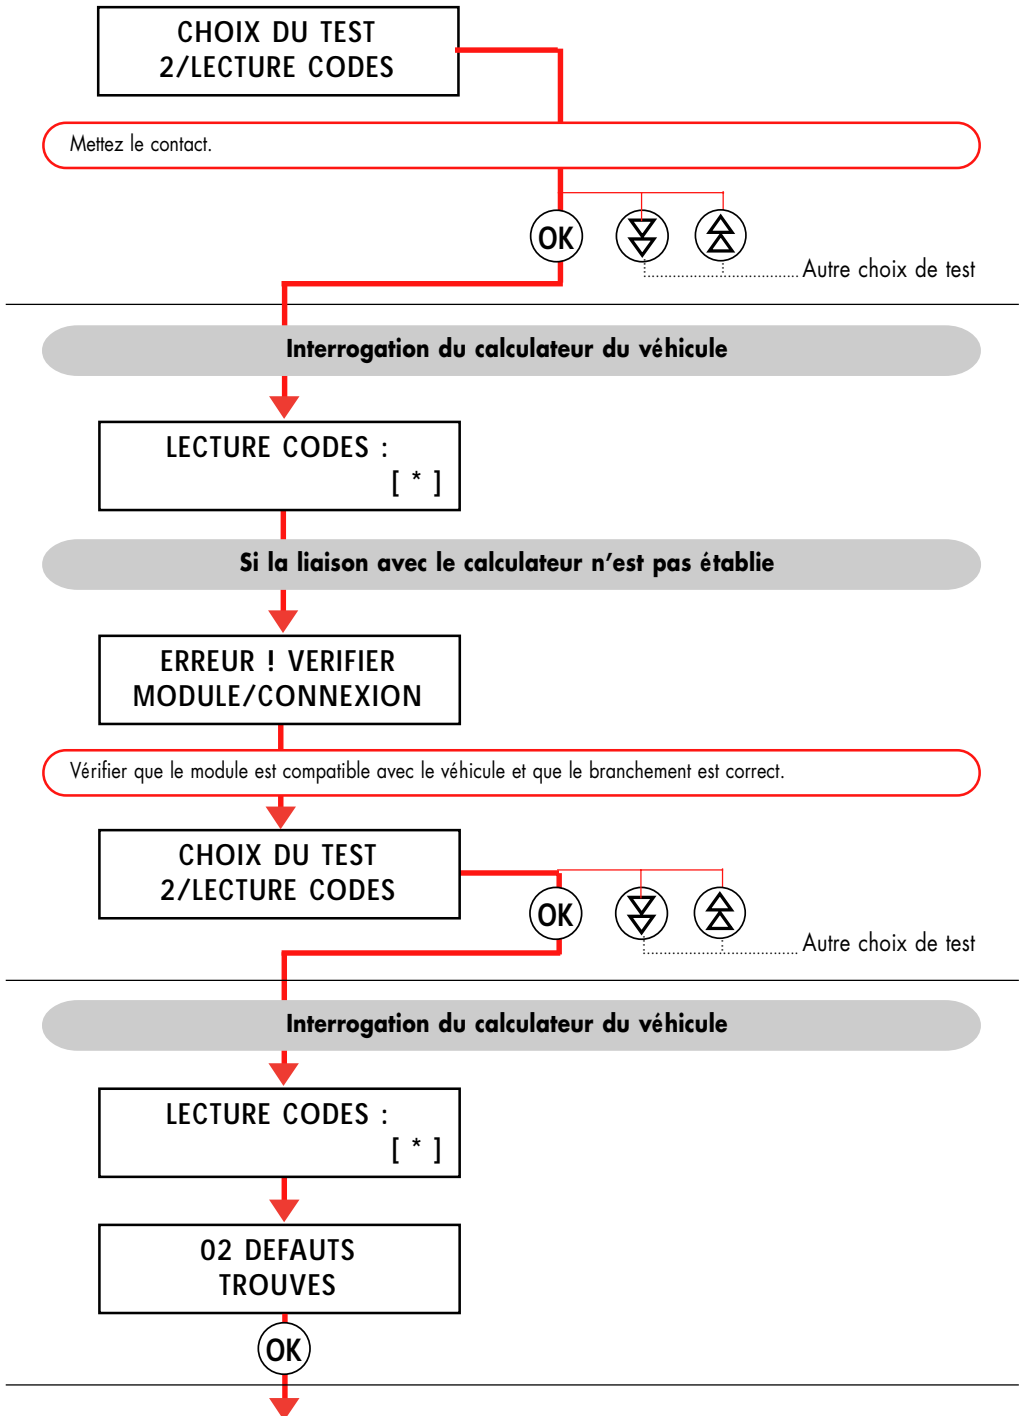 CHOIX DU TEST
2/LECTURE CODES
Mettez le contact.
OK
Autre choix de test
Interrogation du calculateur du véhicule
LECTURE CODES :
[ * ]
Si la liaison avec le calculateur n'est pas établie
ERREUR ! VERIFIER
MODULE/CONNEXION
Vérifier que le module est compatible avec le véhicule et que le branchement est correct.
CHOIX DU TEST
2/LECTURE CODES
OK
Autre choix de test
Interrogation du calculateur du véhicule
LECTURE CODES :
[ * ]
02 DEFAUTS
TROUVES
OK